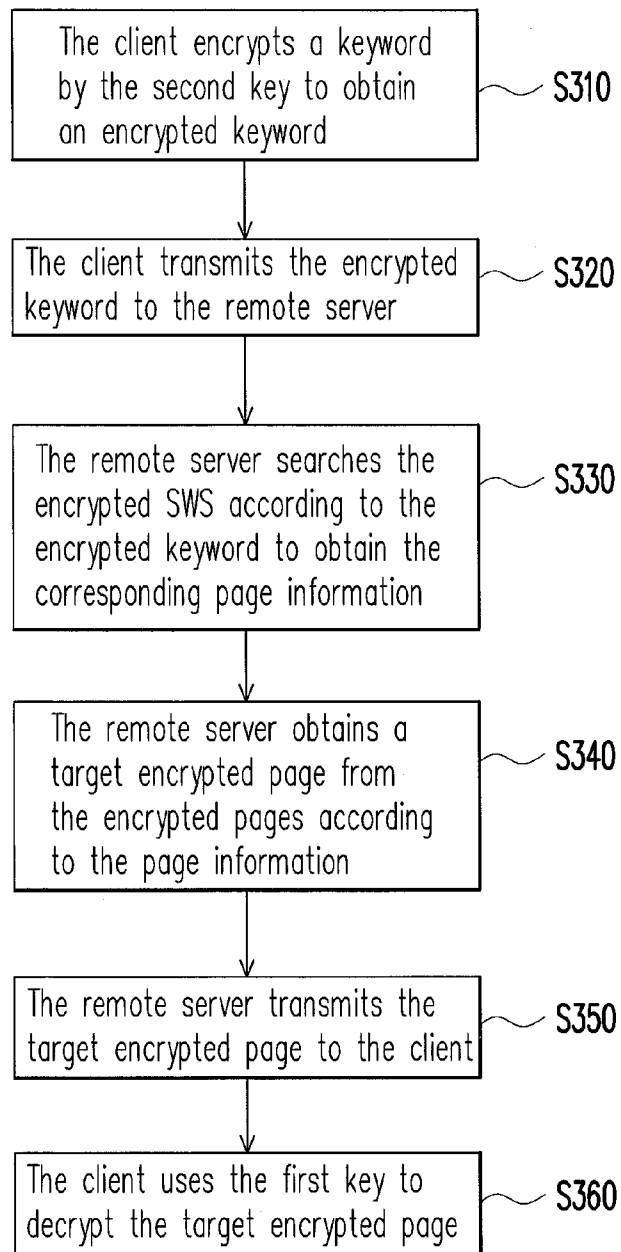 The client encrypts a keyword
by the second key to obtain
an encrypted keyword
S310
The client transmits the encrypted
keyword to the remote server
S320
The remote server searches the
encrypted SWS according to the
encrypted keyword to obtain the
corresponding page information
S330
The remote server obtains a
target encrypted page from
the encrypted pages according
to the page information
S340
The remote server transmits the
target encrypted page to the client
S350
The client uses the first key to
decrypt the target encrypted page
S360